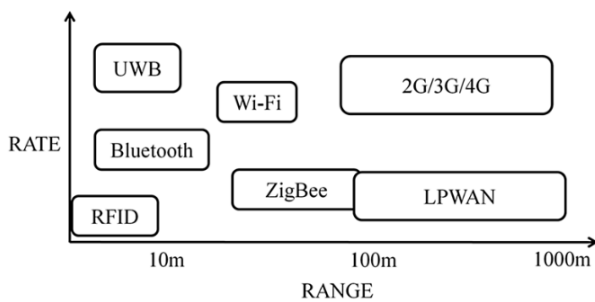 UWB
2G/3G/4G
Wi-Fi
RATE
Bluetooth
ZigBee
LPWAN
RFID
10m
100m
1000m
RANGE